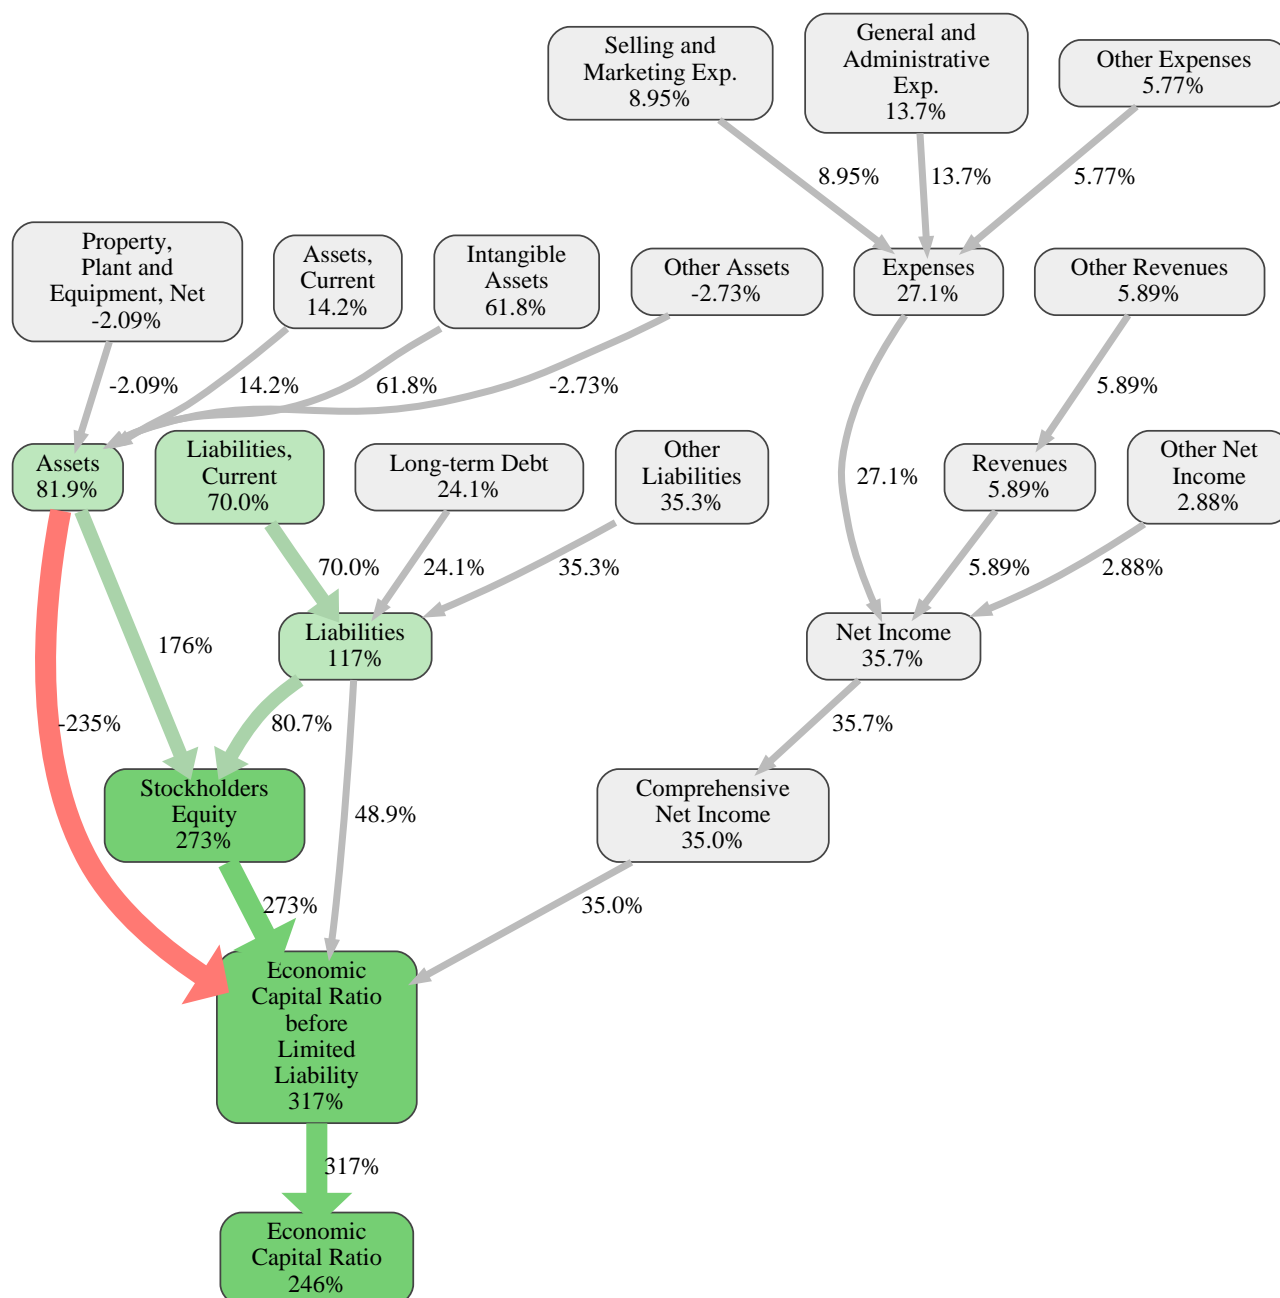 Selling and
Marketing Exp.
8.95%
General and
Administrative
Exp.
13.7%
Other Expenses
5.77%
8.95%
13.7%
5.77%
Property,
Plant and
Equipment, Net
-2.09%
Assets,
Current
14.2%
Intangible
Assets
61.8%
Other Assets
-2.73%
Expenses
27.1%
Other Revenues
5.89%
-2.09%
14.2%
61.8%
-2.73%
5.89%
Assets
81.9%
Liabilities,
Current
70.0%
Long-term Debt
24.1%
Other
Liabilities
35.3%
27.1%
Revenues
5.89%
Other Net
Income
2.88%
70.0%
24.1%
35.3%
5.89%
2.88%
176%
Liabilities
117%
Net Income
35.7%
-235%
80.7%
35.7%
Stockholders
Equity
273%
48.9%
Comprehensive
Net Income
35.0%
273%
35.0%
Economic
Capital Ratio
before
Limited
Liability
317%
317%
Economic
Capital Ratio
246%